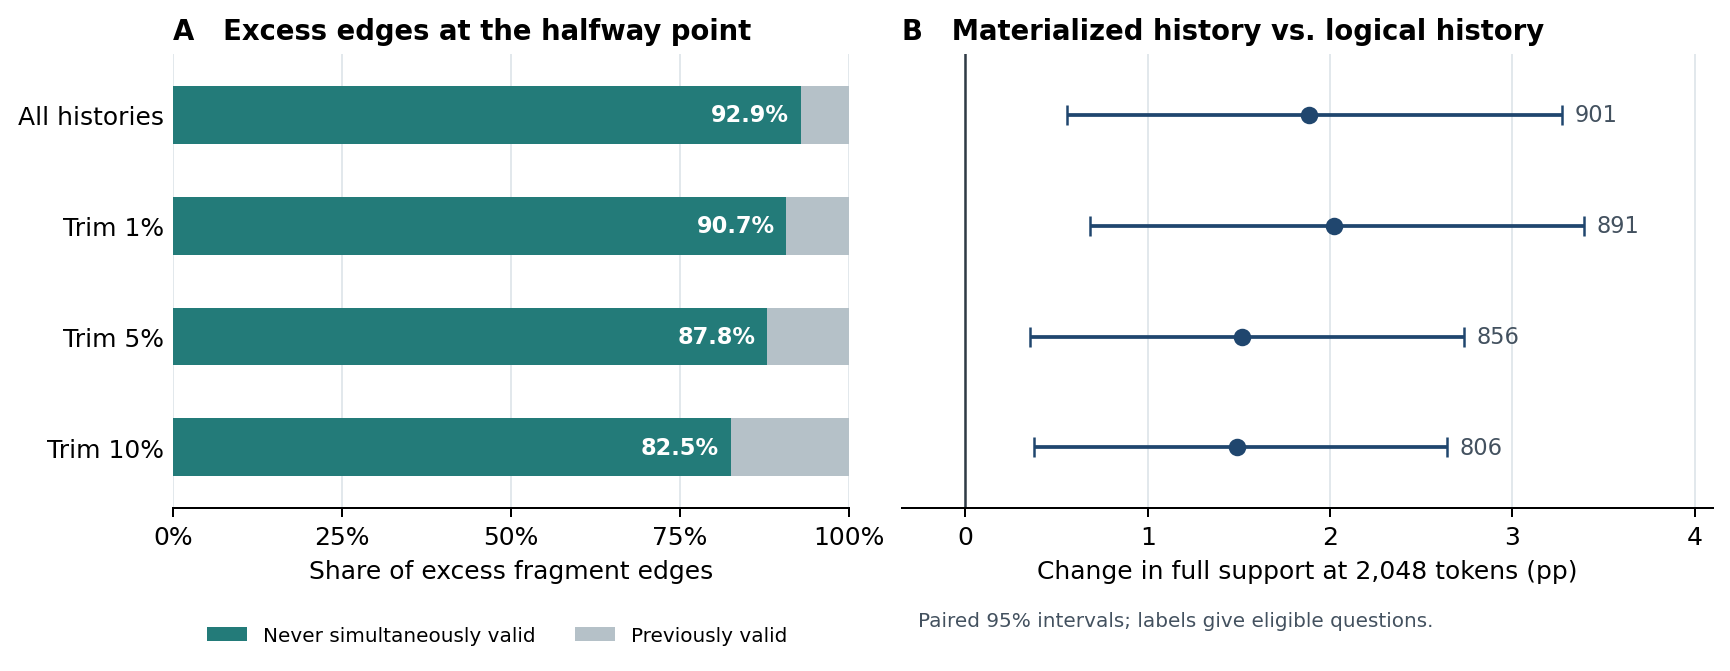 A Excess edges at the halfway point
All histories
92.9%
Trim 1%
90.7%
Trim 5%
87.8%
Trim 10%
82.5%
0% 25% 50% 75% 100%
Share of excess fragment edges
Never simultaneously valid Previously valid
B Materialized history vs. logical history
901
891
856
806
0 1 2 3 4
Change in full support at 2,048 tokens (pp)
Paired 95% intervals; labels give eligible questions.